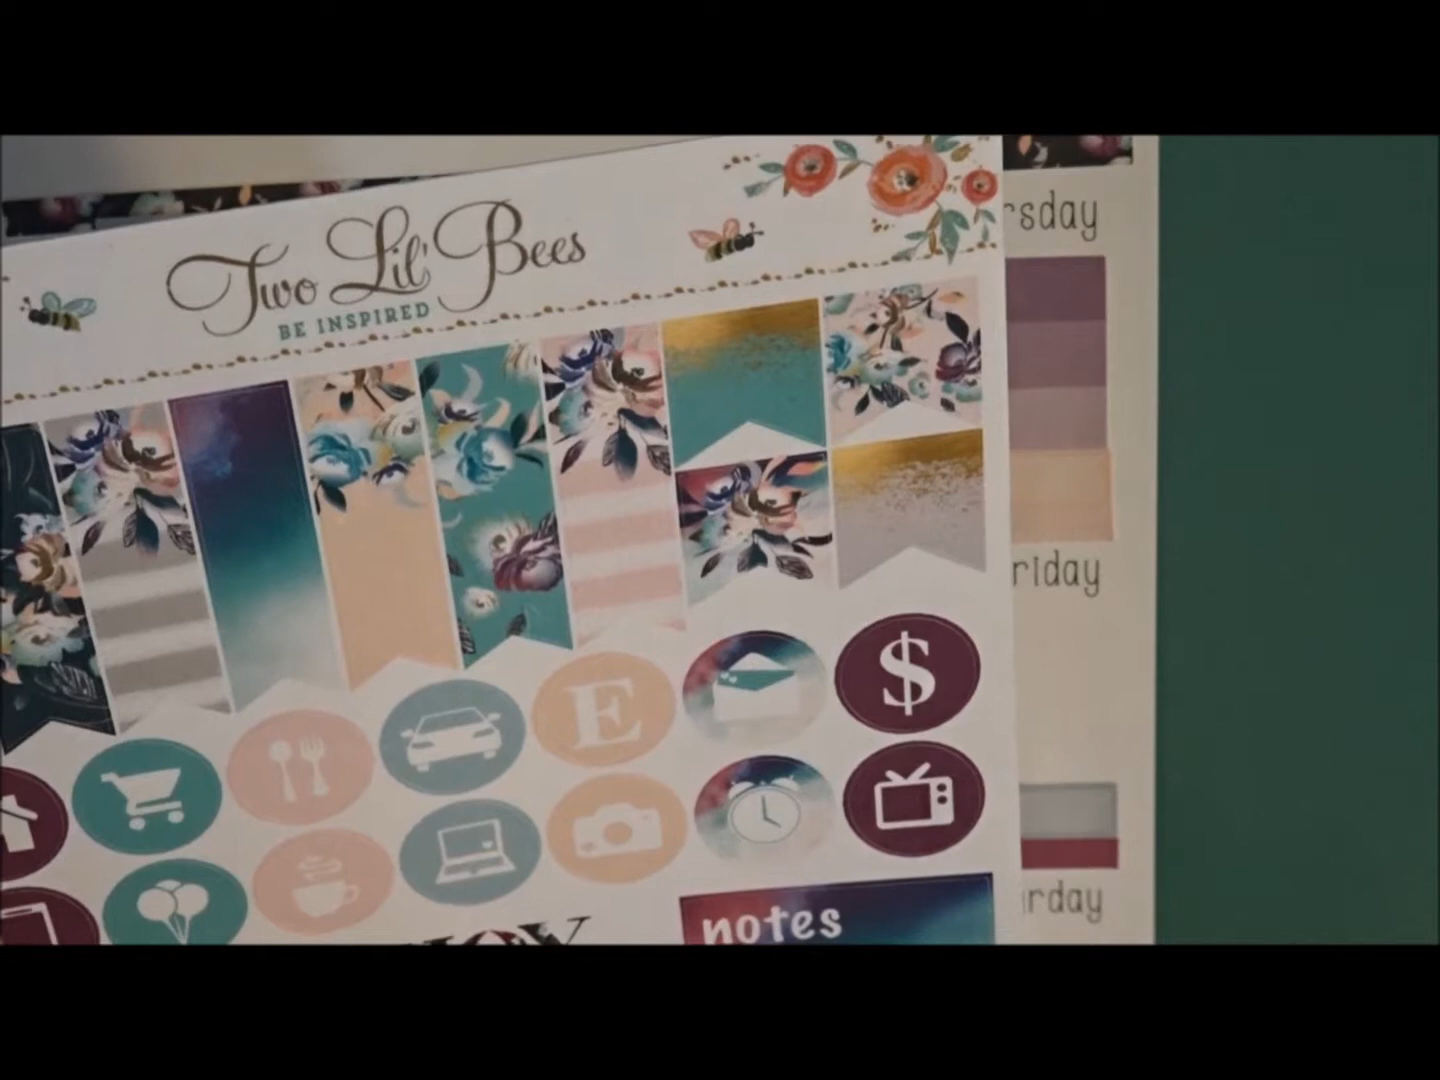 Two Lil' Bees
BE INSPIRED
rsday
riday
E
$
notes
rday